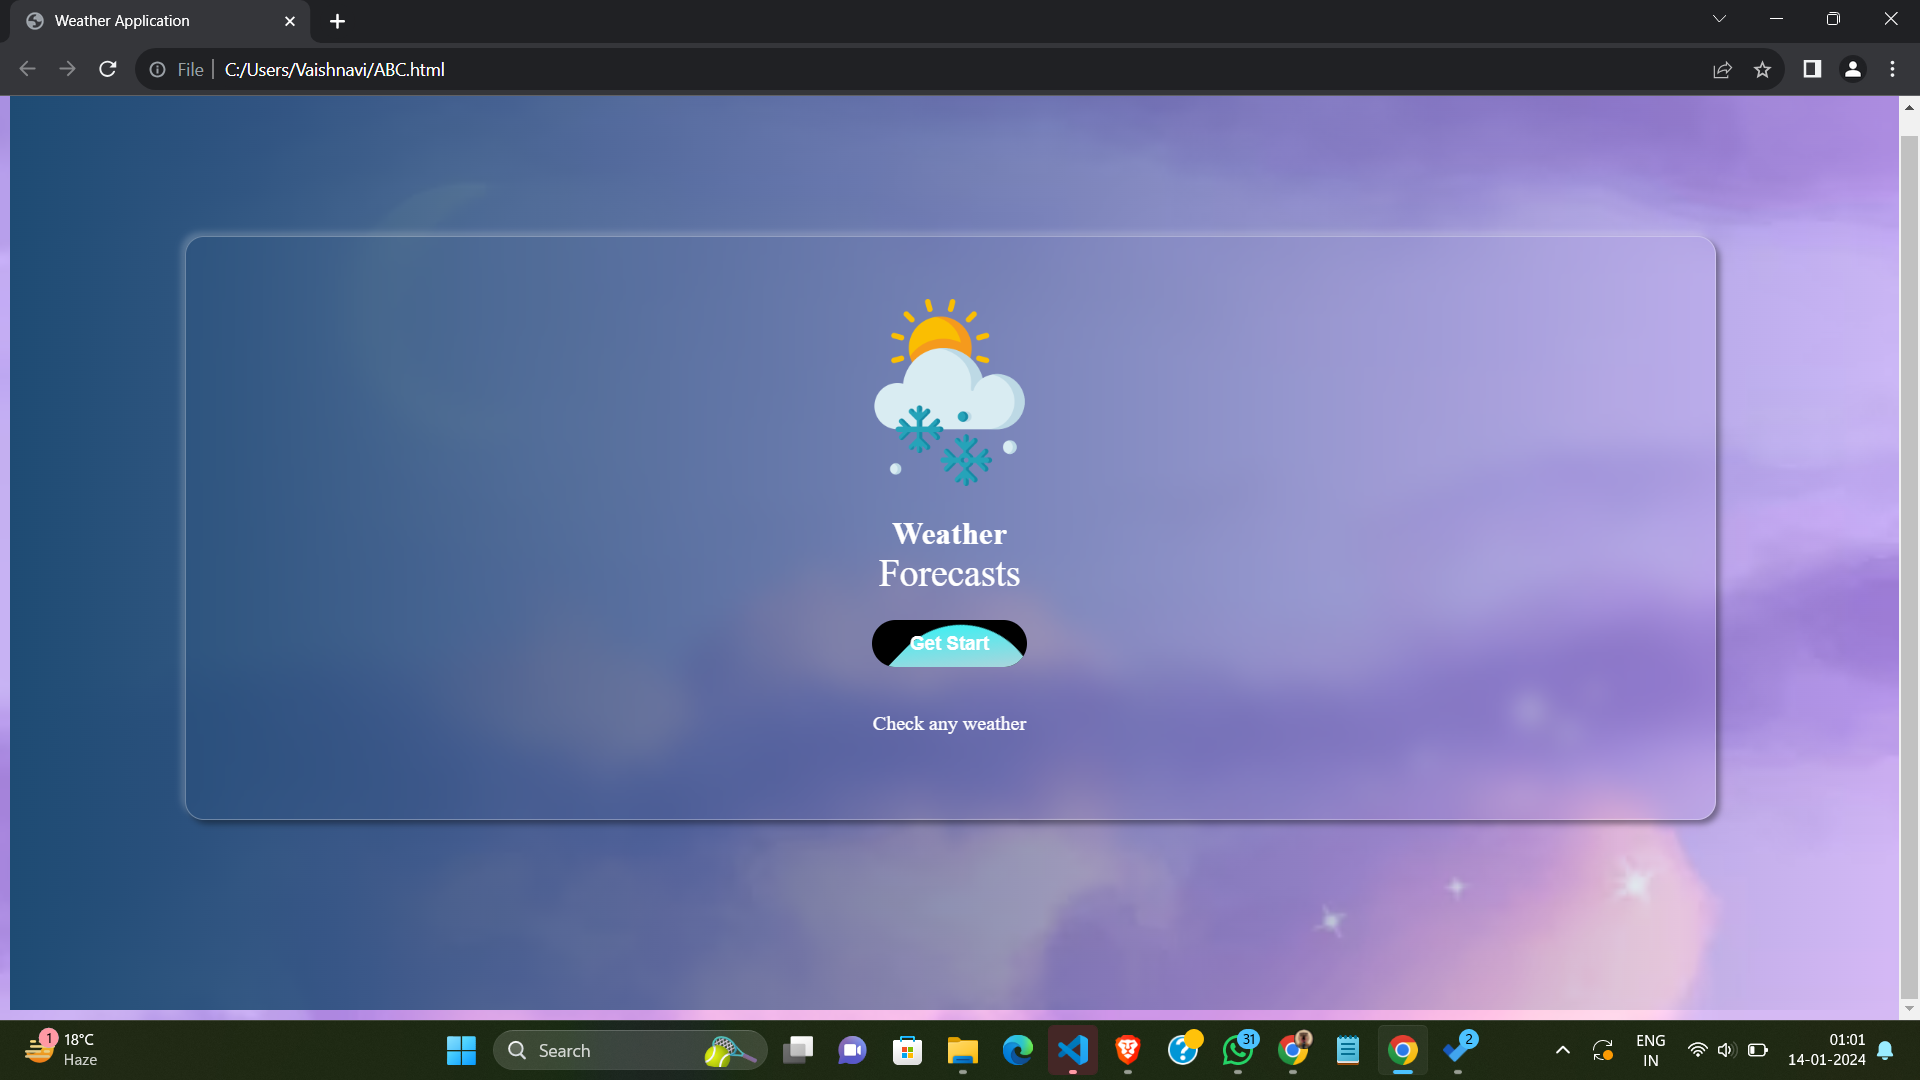 Weather Application
File
C:/Users/Vaishnavi/ABC.html
Weather
Forecasts
Get Start
Check any weather
1
18°C
Haze
Search
31
2
ENG
IN
01:01
14-01-2024